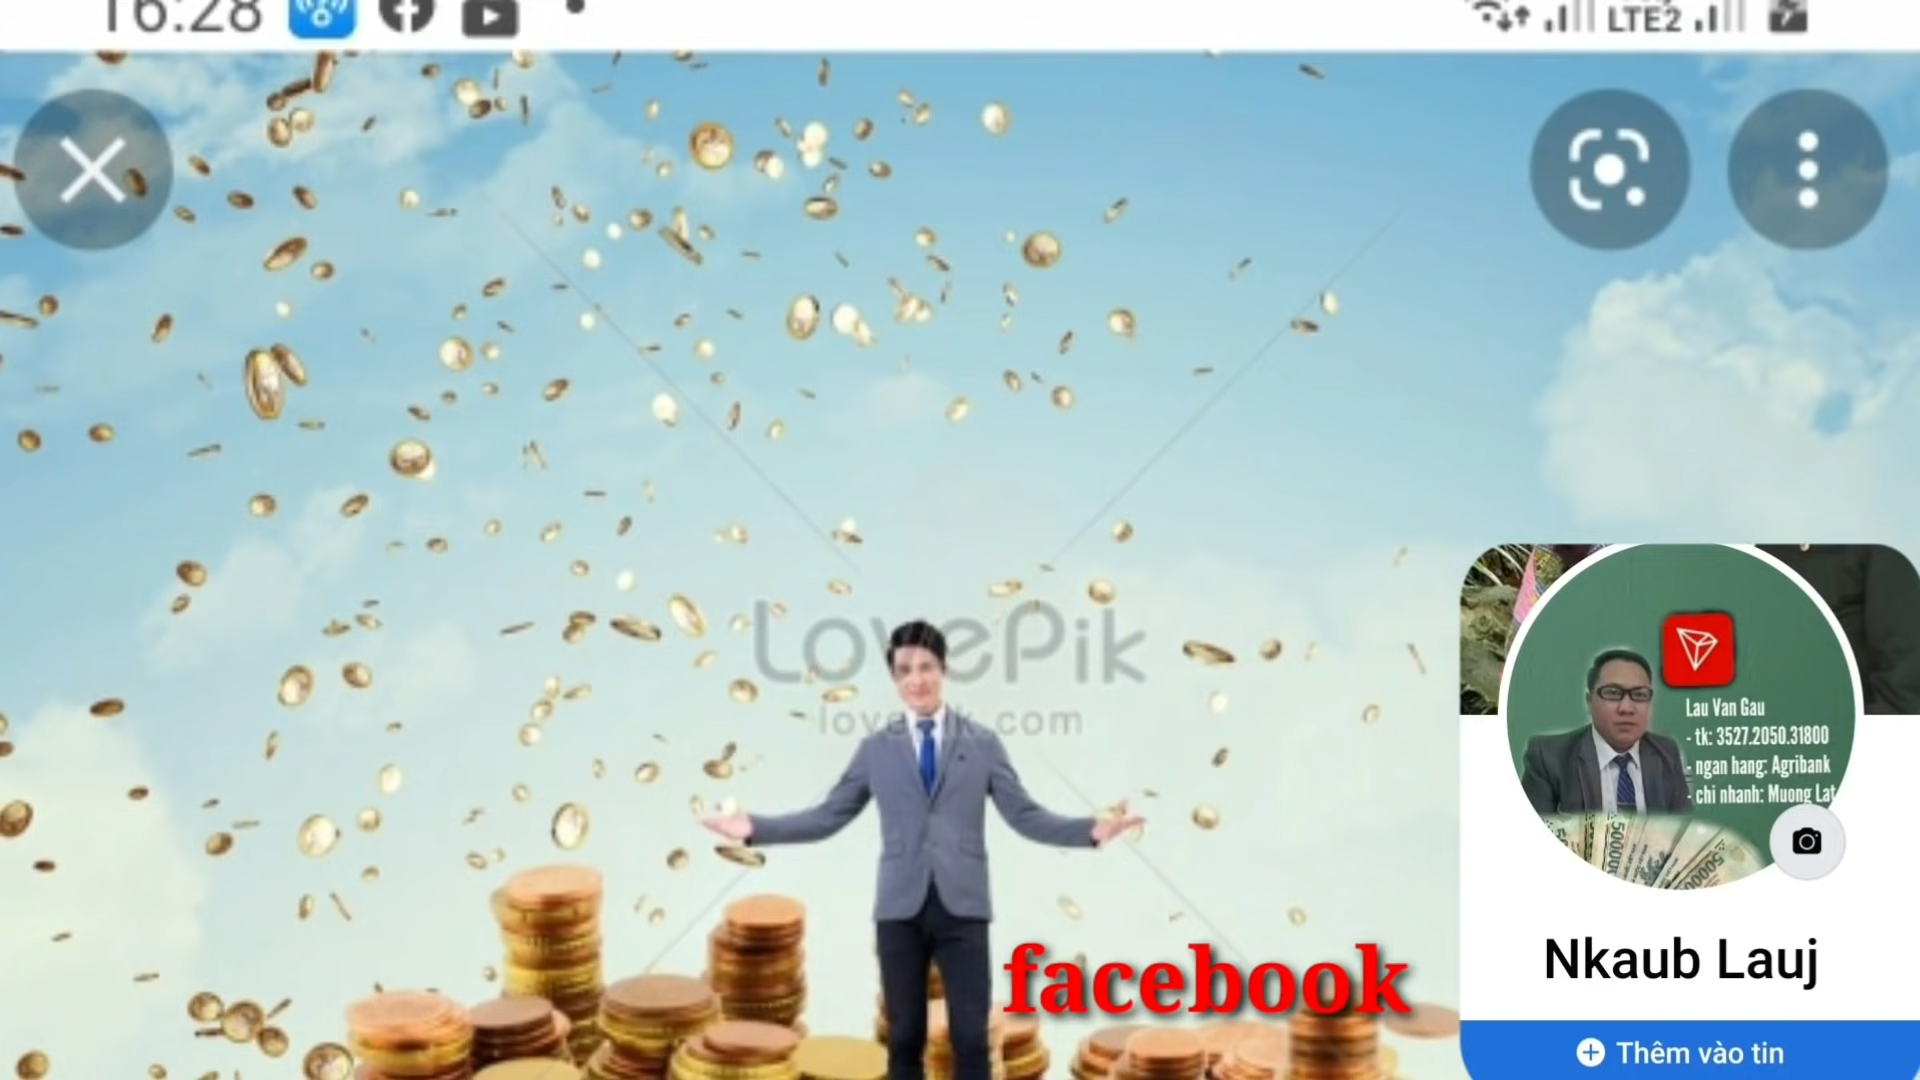 16:28
LTE2
LovePik
lovepik.com
Lau Van Gau
- tk: 3527.2050.31800
- ngan hang: Agribank
- chi nhanh: Muong Lat
facebook
Nkaub Lauj
Thêm vào tin